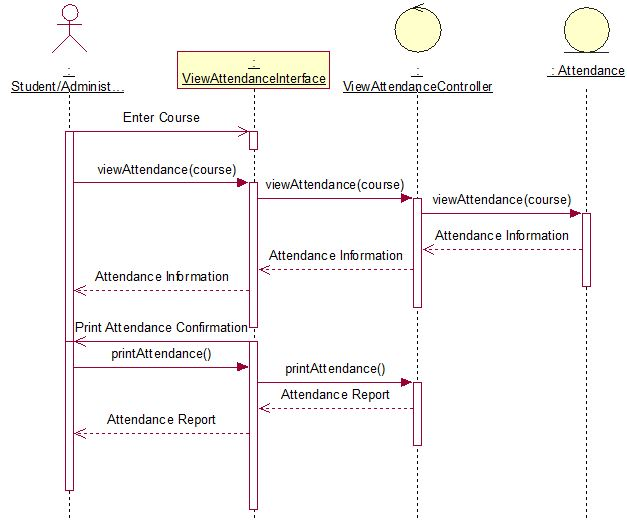 :
Student/Administ...
:
ViewAttendanceInterface
:
ViewAttendanceController
: Attendance
Enter Course
viewAttendance(course)
viewAttendance(course)
viewAttendance(course)
Attendance Information
Attendance Information
Attendance Information
Print Attendance Confirmation
printAttendance()
printAttendance()
Attendance Report
Attendance Report